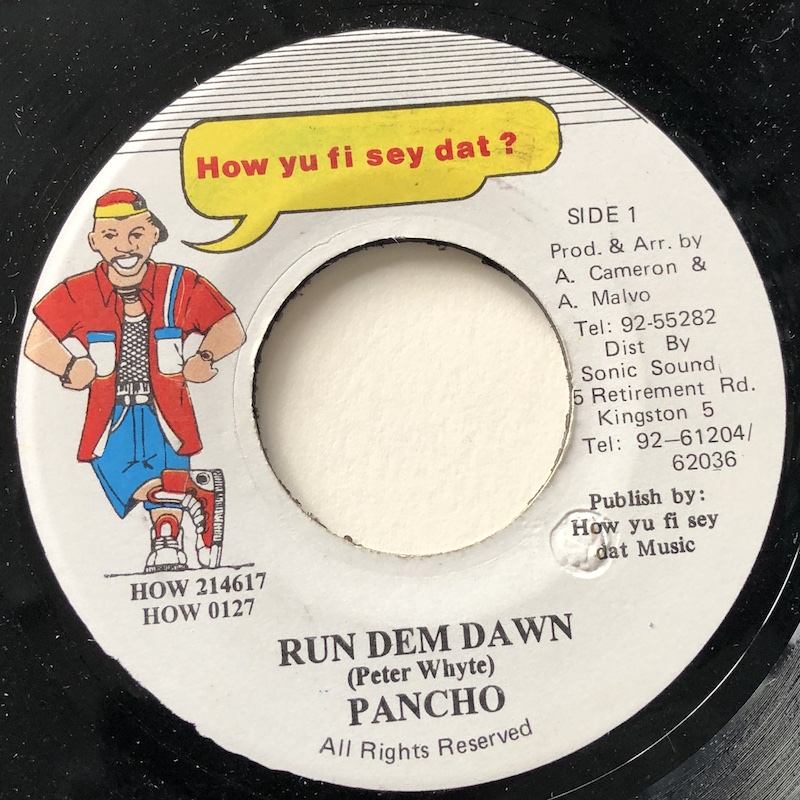 How yu fi sey dat ?
SIDE 1
Prod. & Arr. by
A. Cameron &
A. Malvo
Tel: 92-55282
Dist By
Sonic Sound
5 Retirement Rd.
Kingston 5
Tel: 92-61204/
62036
Publish by:
How yu fi sey
dat Music
HOW 214617
HOW 0127
RUN DEM DAWN
(Peter Whyte)
PANCHO
All Rights Reserved